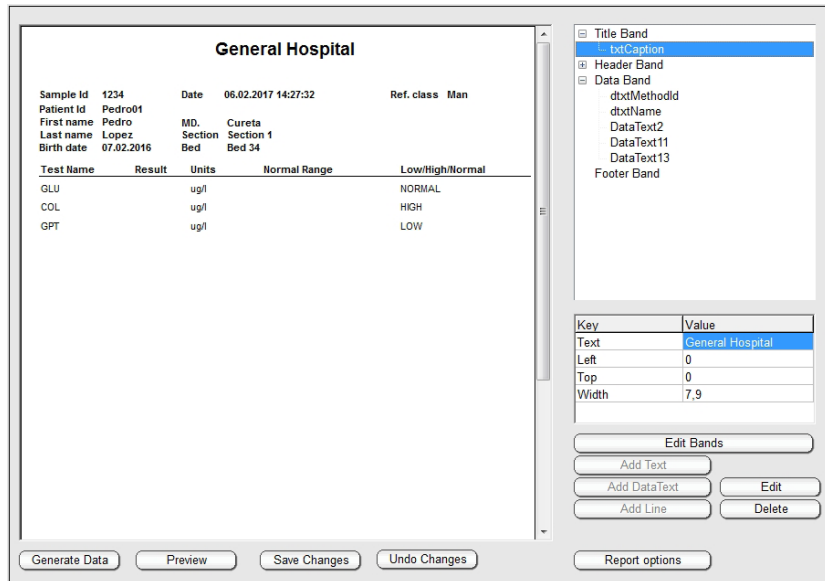 General Hospital
Sample Id 1234 Date 06.02.2017 14:27:32 Ref. class Man
Patient Id Pedro01
First name Pedro MD. Cureta
Last name Lopez Section Section 1
Birth date 07.02.2016 Bed Bed 34
Test Name Result Units Normal Range Low/High/Normal
GLU ug/l NORMAL
COL ug/l HIGH
GPT ug/l LOW
Title Band
txtCaption
Header Band
Data Band
dtxtMethodId
dtxtName
DataText2
DataText11
DataText13
Footer Band
Key Value
Text General Hospital
Left 0
Top 0
Width 7,9
Edit Bands
Add Text
Add DataText Edit
Add Line Delete
Generate Data Preview Save Changes Undo Changes Report options